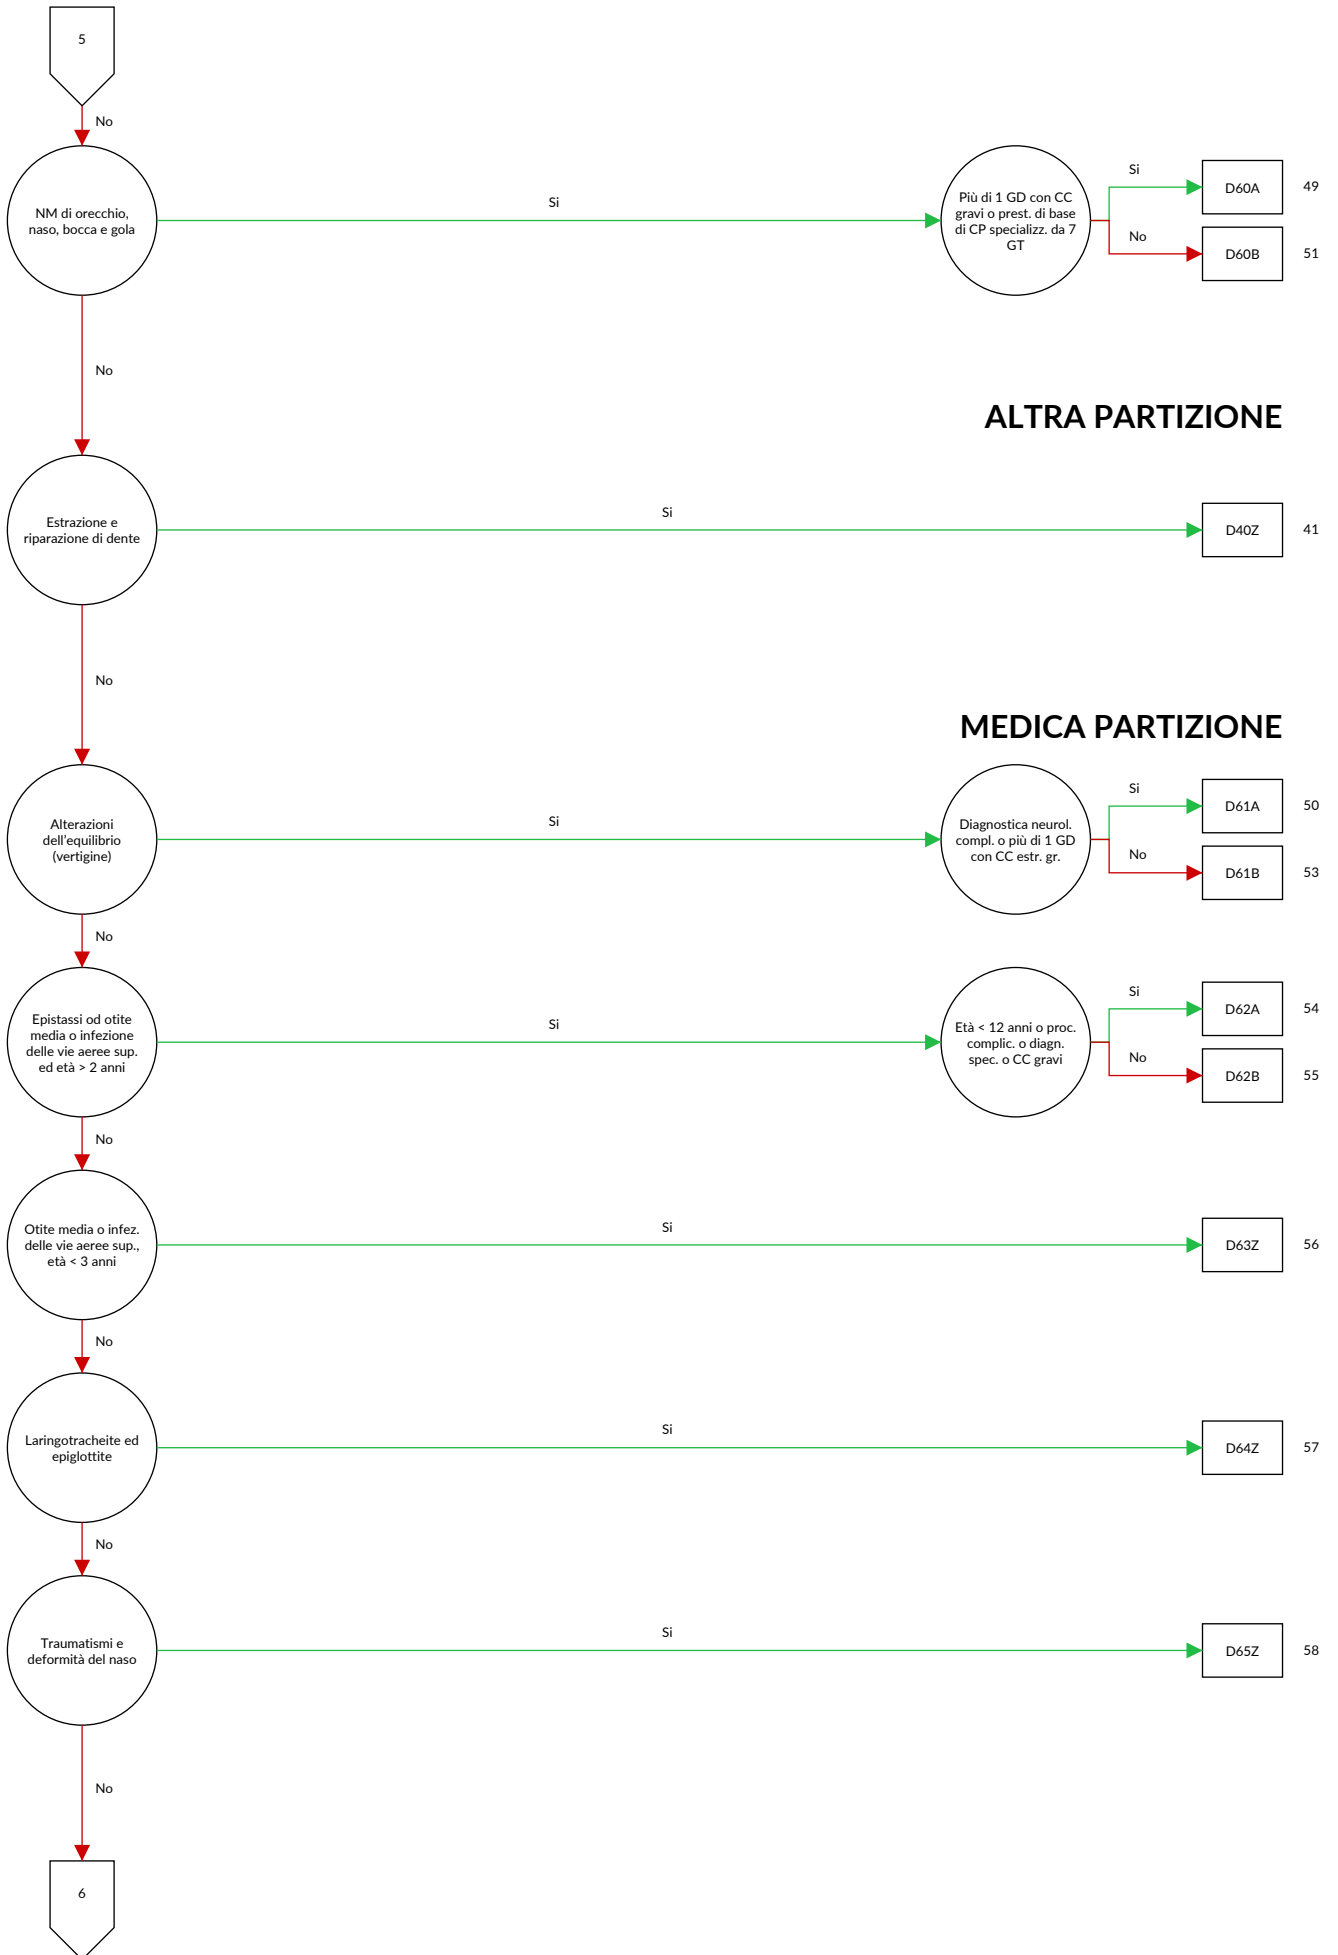 5
No
NM di orecchio,
naso, bocca e gola
Si
Più di 1 GD con CC
gravi o prest. di base
di CP specializz. da 7
GT
Si
D60A
49
No
D60B
51
No
ALTRA PARTIZIONE
Estrazione e
riparazione di dente
Si
D40Z
41
No
MEDICA PARTIZIONE
Alterazioni
dell'equilibrio
(vertigine)
Si
Diagnostica neurol.
compl. o più di 1 GD
con CC estr. gr.
Si
D61A
50
No
D61B
53
No
Epistassi od otite
media o infezione
delle vie aeree sup.
ed età > 2 anni
Si
Età < 12 anni o proc.
complic. o diagn.
spec. o CC gravi
Si
D62A
54
No
D62B
55
No
Otite media o infez.
delle vie aeree sup.,
età < 3 anni
Si
D63Z
56
No
Laringotracheite ed
epiglottite
Si
D64Z
57
No
Traumatismi e
deformità del naso
Si
D65Z
58
No
6